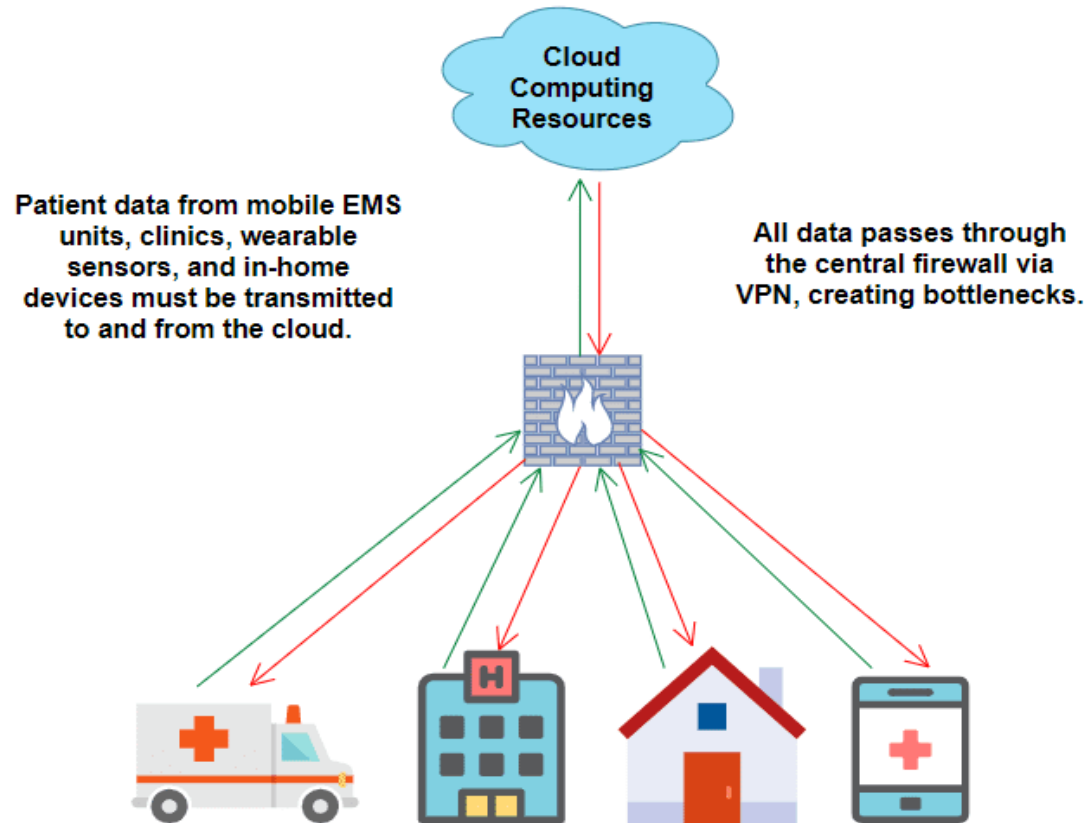 Cloud
Computing
Resources
Patient data from mobile EMS
units, clinics, wearable
sensors, and in-home
devices must be transmitted
to and from the cloud.
All data passes through
the central firewall via
VPN, creating bottlenecks.
H